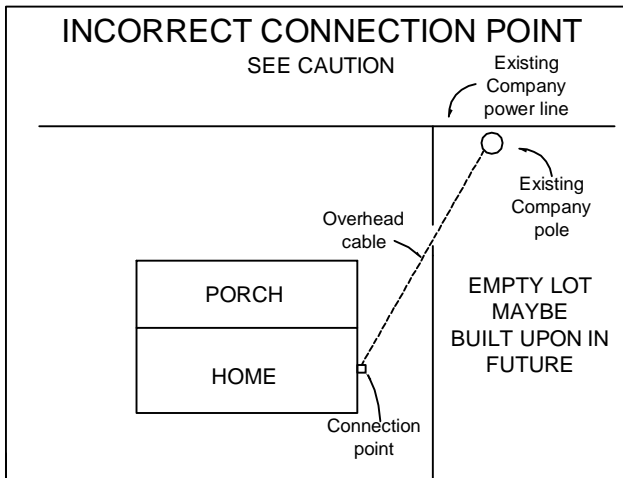 INCORRECT CONNECTION POINT
SEE CAUTION
Existing
Company
power line
Existing
Company
pole
Overhead
cable
PORCH
HOME
EMPTY LOT
MAYBE
BUILT UPON IN
FUTURE
Connection
point